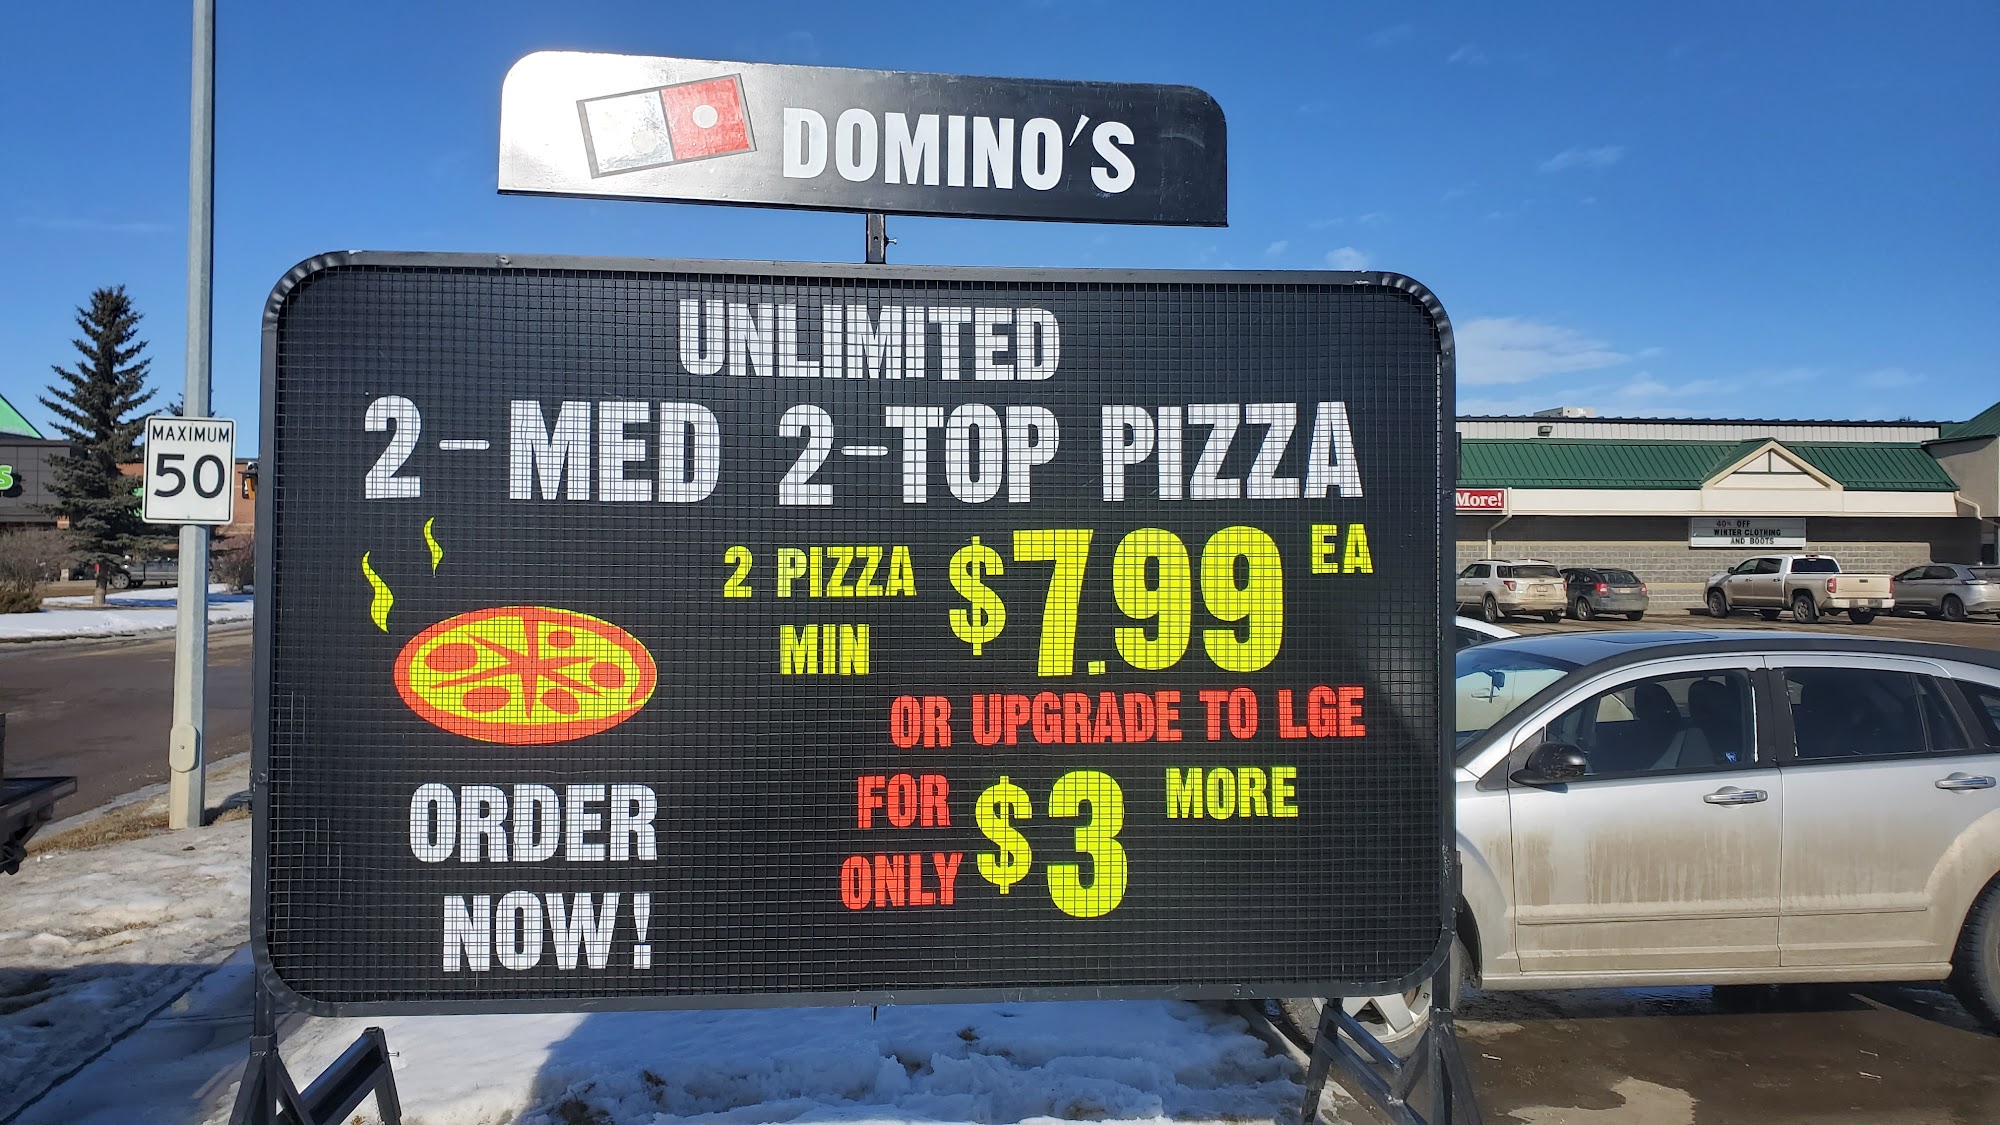 DOMINO'S
UNLIMITED
2-MED 2-TOP PIZZA
2 PIZZA MIN $7.99 EA
OR UPGRADE TO LGE
FOR ONLY $3 MORE
ORDER
NOW!
MAXIMUM
50
S
More!
40% OFF
WINTER CLOTHING
AND BOOTS